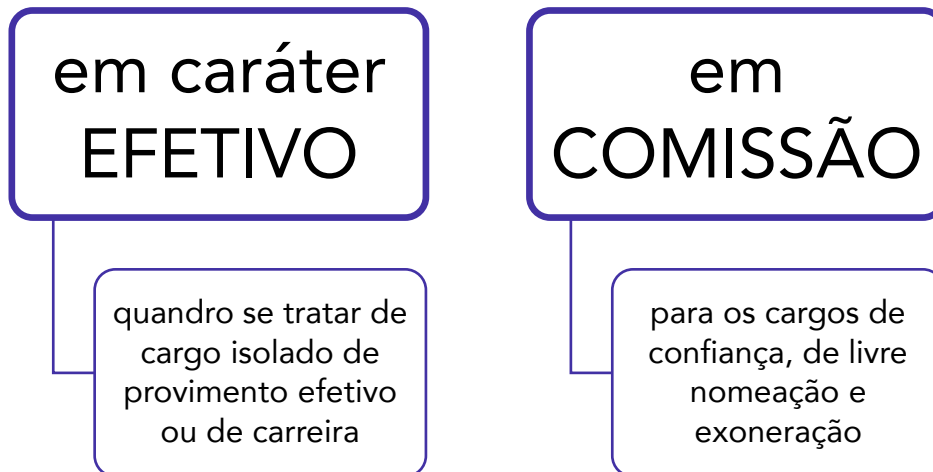 em caráter
EFETIVO
quandro se tratar de
cargo isolado de
provimento efetivo
ou de carreira
em
COMISSÃO
para os cargos de
confiança, de livre
nomeação e
exoneração